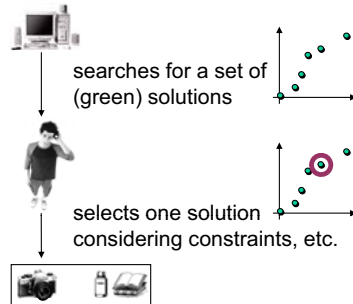 searches for a set of
(green) solutions
selects one solution
considering constraints, etc.